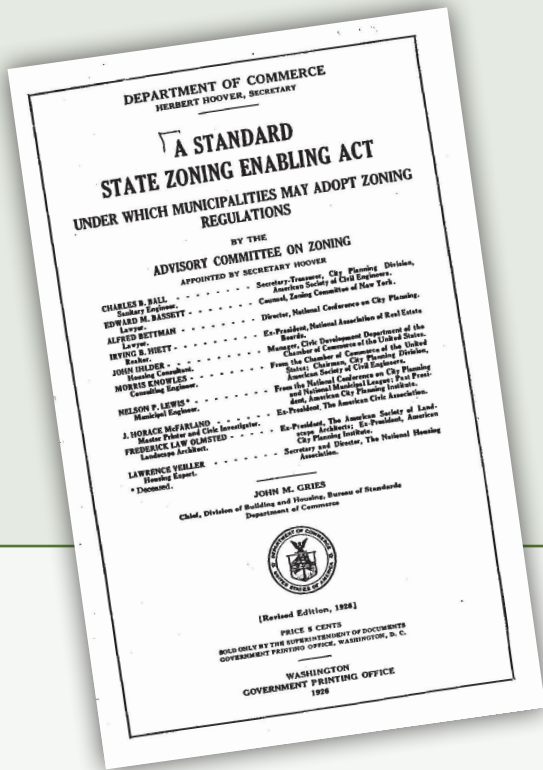 DEPARTMENT OF COMMERCE
HERBERT HOOVER, SECRETARY
A STANDARD
STATE ZONING ENABLING ACT
UNDER WHICH MUNICIPALITIES MAY ADOPT ZONING
REGULATIONS
BY THE
ADVISORY COMMITTEE ON ZONING
APPOINTED BY SECRETARY HOOVER
CHARLES B. BALL - - - - - - - Secretary-Treasurer, City Planning Division,
Sanitary Engineer. American Society of Civil Engineers.
EDWARD M. BASSETT - - - - - - Counsel, Zoning Committee of New York.
Lawyer.
ALFRED BETTMAN - - - - - - - Director, National Conference on City Planning.
Lawyer.
IRVING B. HIETT - - - - - - - Ex-President, National Association of Real Estate
Realtor. Boards.
JOHN IHLDER - - - - - - - - Manager, Civic Development Department of the
Housing Consultant. Chamber of Commerce of the United States.
MORRIS KNOWLES - - - - - - - From the Chamber of Commerce of the United
Consulting Engineer. States; Chairman, City Planning Division,
American Society of Civil Engineers.
NELSON P. LEWIS * - - - - - - From the National Conference on City Planning
Municipal Engineer. and National Municipal League; Past Presi-
dent, American City Planning Institute.
J. HORACE McFARLAND - - - - - Ex-President, The American Civic Association.
Master Printer and Civic Investigator.
FREDERICK LAW OLMSTED - - - - Ex-President, The American Society of Land-
Landscape Architect. scape Architects; Ex-President, American
City Planning Institute.
LAWRENCE VEILLER - - - - - - Secretary and Director, The National Housing
Housing Expert. Association.
* Deceased.
JOHN M. GRIES
Chief, Division of Building and Housing, Bureau of Standards
Department of Commerce
DEPARTMENT OF COMMERCE
UNITED STATES OF AMERICA
[Revised Edition, 1926]
PRICE 5 CENTS
SOLD ONLY BY THE SUPERINTENDENT OF DOCUMENTS
GOVERNMENT PRINTING OFFICE, WASHINGTON, D. C.
WASHINGTON
GOVERNMENT PRINTING OFFICE
1926